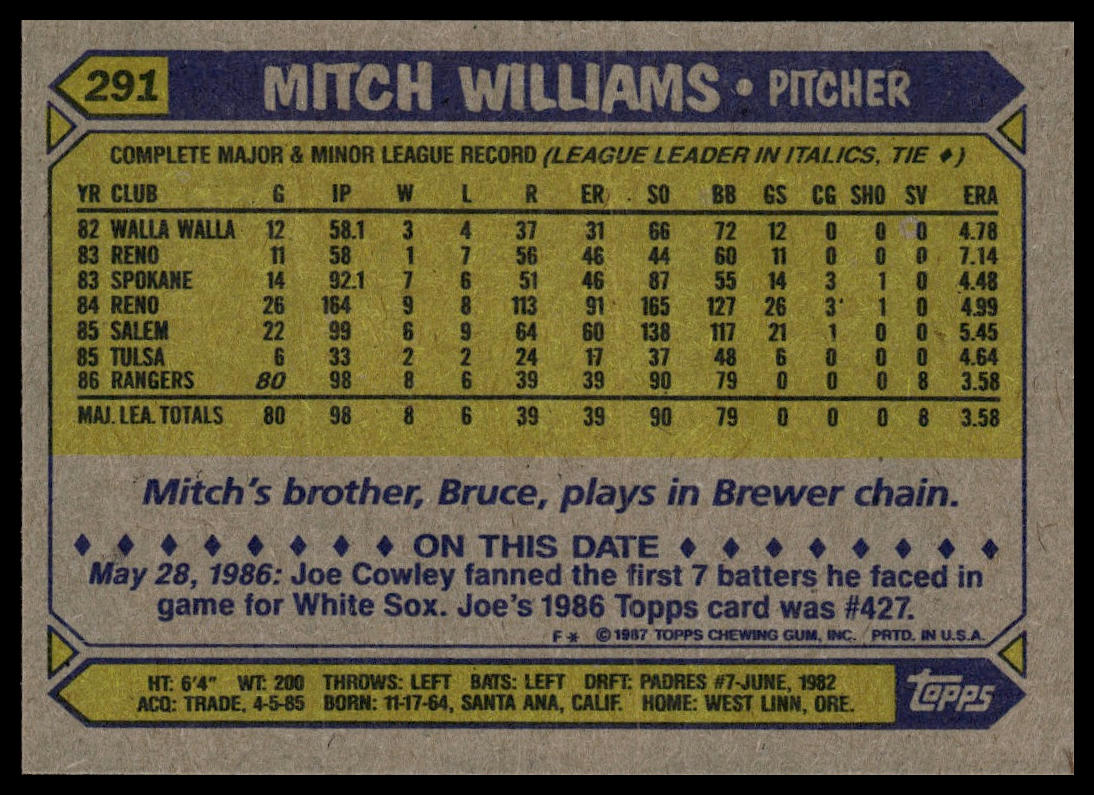 291 MITCH WILLIAMS • PITCHER
COMPLETE MAJOR & MINOR LEAGUE RECORD (LEAGUE LEADER IN ITALICS, TIE ♦)
YR CLUB G IP W L R ER SO BB GS CG SHO SV ERA
82 WALLA WALLA 12 58.1 3 4 37 31 66 72 12 0 0 0 4.78
83 RENO 11 58 1 7 56 46 44 60 11 0 0 0 7.14
83 SPOKANE 14 92.1 7 6 51 46 87 55 14 3 1 0 4.48
84 RENO 26 164 9 8 113 91 165 127 26 3 1 0 4.99
85 SALEM 22 99 6 9 64 60 138 117 21 1 0 0 5.45
85 TULSA 6 33 2 2 24 17 37 48 6 0 0 0 4.64
86 RANGERS 80 98 8 6 39 39 90 79 0 0 0 8 3.58
MAJ. LEA. TOTALS 80 98 8 6 39 39 90 79 0 0 0 8 3.58
Mitch's brother, Bruce, plays in Brewer chain.
♦ ♦ ♦ ♦ ♦ ♦ ♦ ♦ ON THIS DATE ♦ ♦ ♦ ♦ ♦ ♦ ♦ ♦
May 28, 1986: Joe Cowley fanned the first 7 batters he faced in
game for White Sox. Joe's 1986 Topps card was #427.
F* © 1987 TOPPS CHEWING GUM, INC. PRTD. IN U.S.A.
HT: 6'4" WT: 200 THROWS: LEFT BATS: LEFT DRFT: PADRES #7-JUNE, 1982
ACQ: TRADE, 4-5-85 BORN: 11-17-64, SANTA ANA, CALIF. HOME: WEST LINN, ORE.
topps